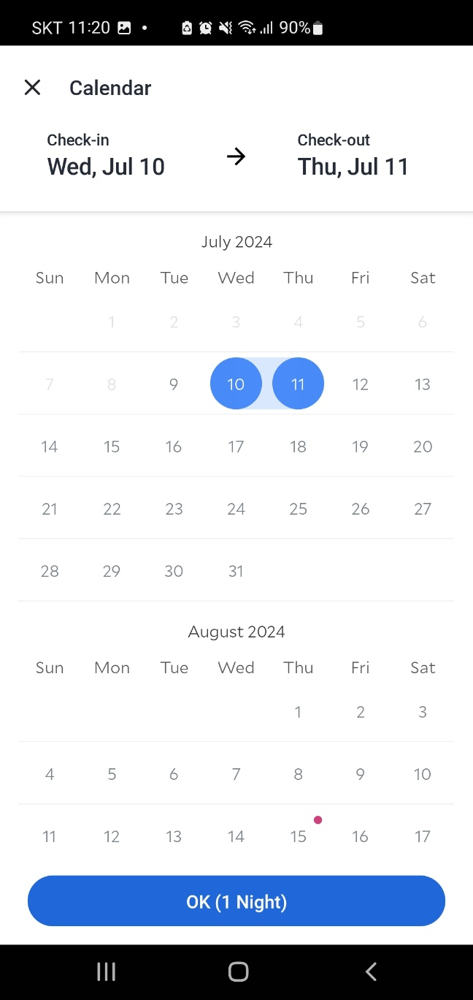 SKT 11:20 90%
Calendar
Check-in Check-out
Wed, Jul 10 Thu, Jul 11
July 2024
Sun Mon Tue Wed Thu Fri Sat
1 2 3 4 5 6
7 8 9 10 11 12 13
14 15 16 17 18 19 20
21 22 23 24 25 26 27
28 29 30 31
August 2024
Sun Mon Tue Wed Thu Fri Sat
1 2 3
4 5 6 7 8 9 10
11 12 13 14 15 16 17
OK (1 Night)